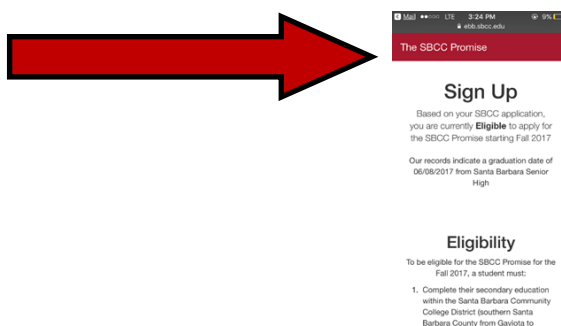 Mail LTE 3:24 PM 9%
ebb.sbcc.edu
The SBCC Promise
Sign Up
Based on your SBCC application,
you are currently Eligible to apply for
the SBCC Promise starting Fall 2017
Our records indicate a graduation date of
06/08/2017 from Santa Barbara Senior
High
Eligibility
To be eligible for the SBCC Promise for the
Fall 2017, a student must:
1. Complete their secondary education
within the Santa Barbara Community
College District (southern Santa
Barbara County from Gaviota to